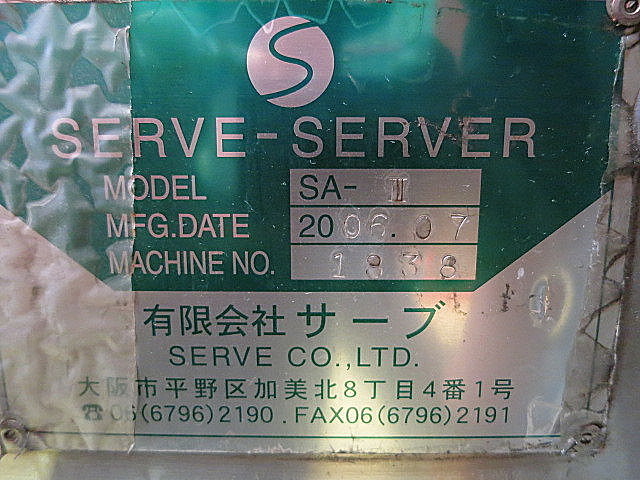 S
SERVE-SERVER
MODEL SA-Ⅱ
MFG.DATE 2006.07
MACHINE NO. 1838
有限会社 サーブ
SERVE CO.,LTD.
大阪市平野区加美北8丁目4番1号
☎06(6796)2190.FAX06(6796)2191